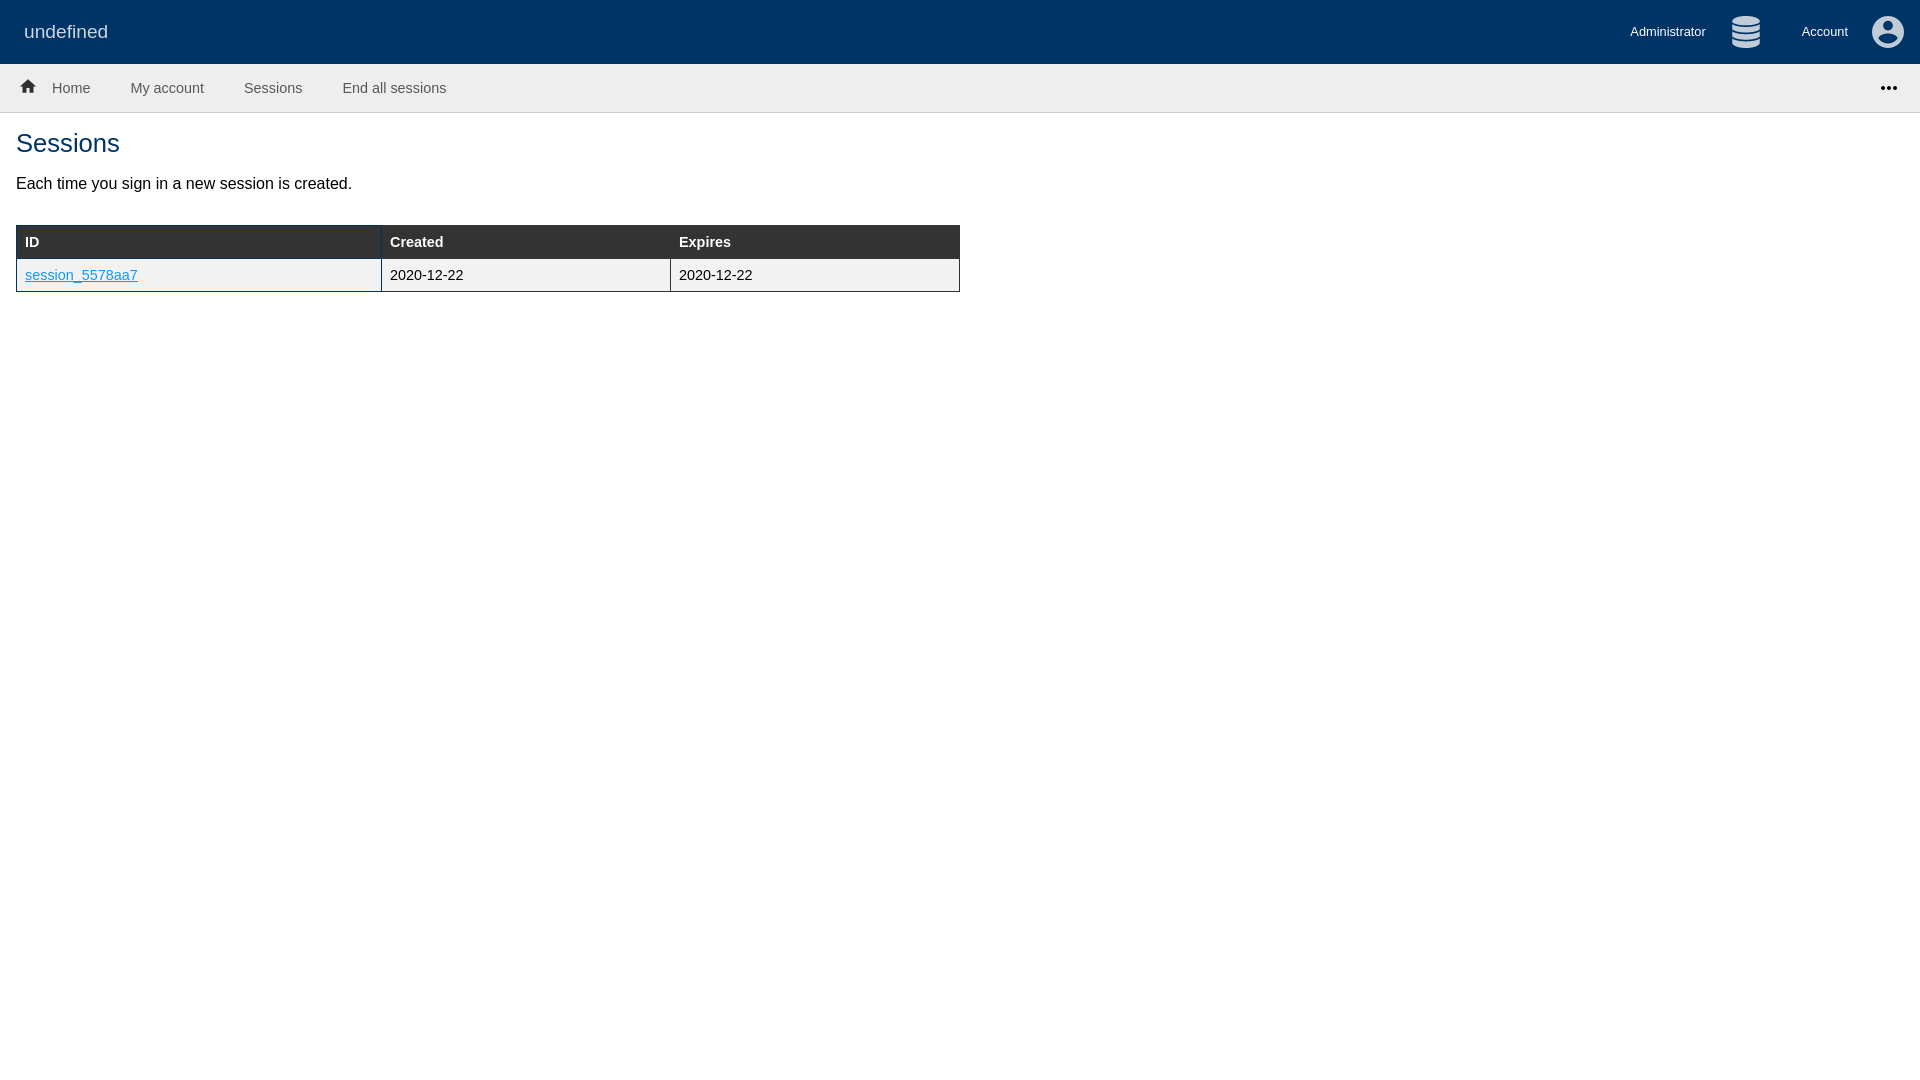 undefined
Administrator
Account
Home
My account
Sessions
End all sessions
Sessions
Each time you sign in a new session is created.
ID Created Expires
session_5578aa7 2020-12-22 2020-12-22